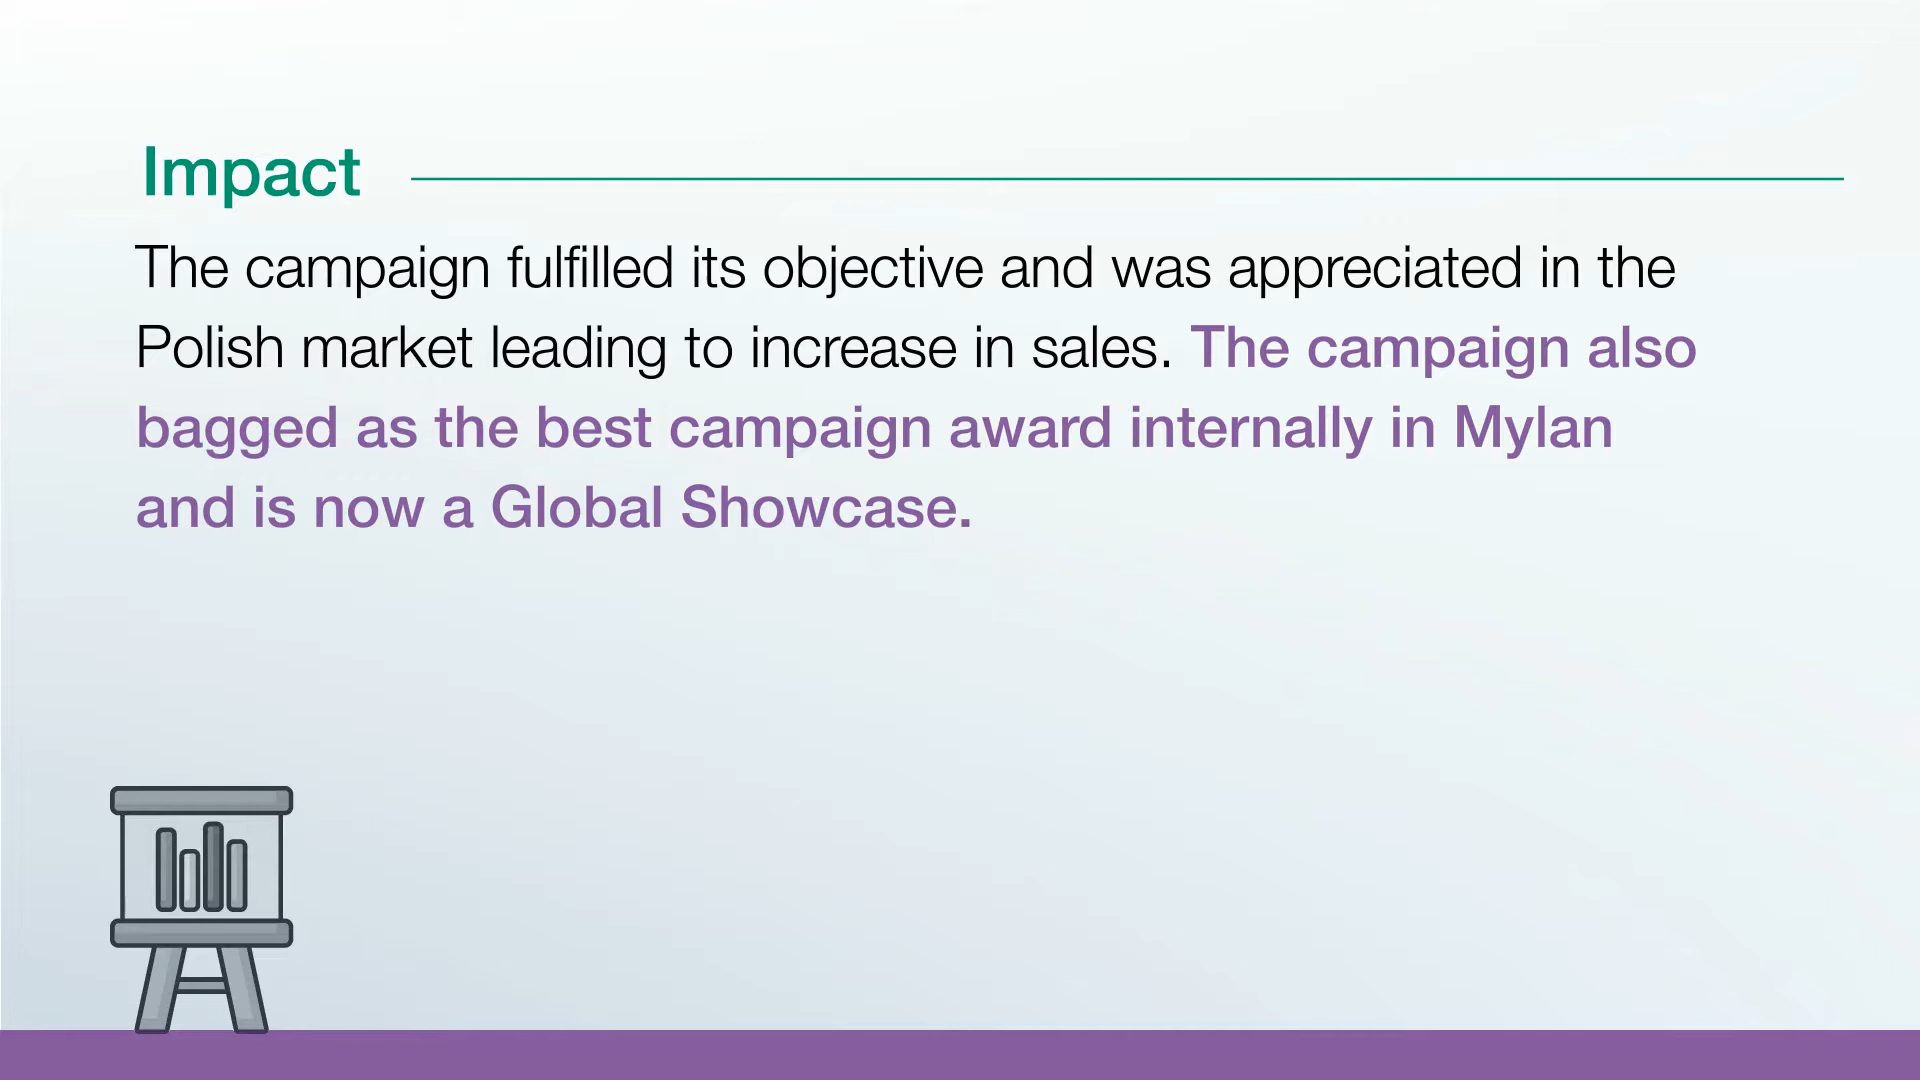 Impact
The campaign fulfilled its objective and was appreciated in the
Polish market leading to increase in sales. The campaign also
bagged as the best campaign award internally in Mylan
and is now a Global Showcase.